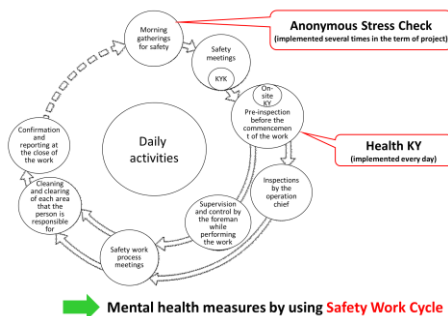 Morning
gatherings
for safety
Anonymous Stress Check
(implemented several times in the term of project)
Safety
meetings
KYK
On-
site
KY
Pre-inspection
before the
commencemen
t of the work
Health KY
(implemented every day)
Inspections
by the
operation
chief
Supervision
and control by
the foreman
while
performing
the work
Safety work
process
meetings
Cleaning and
clearing of
each area that
the person is
responsible
for
Confirmation
and
reporting at
the close of
the work
Daily
activities
Mental health measures by using Safety Work Cycle